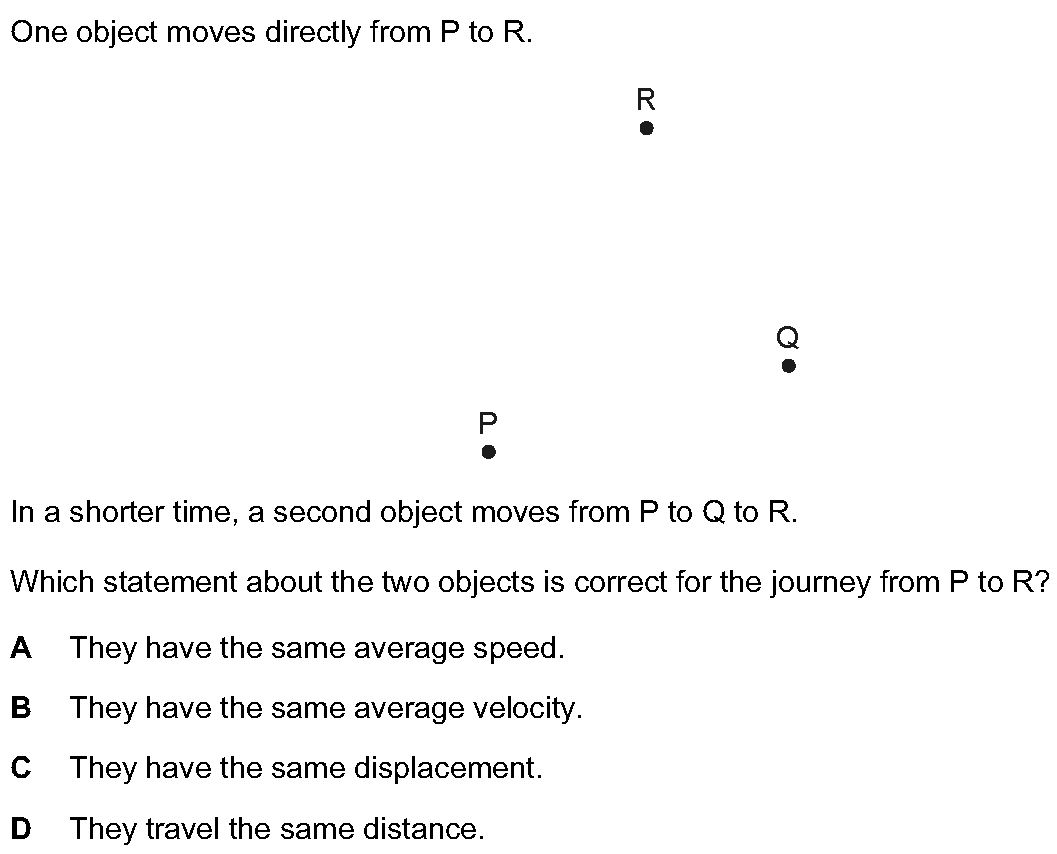 One object moves directly from P to R.
R
Q
P
In a shorter time, a second object moves from P to Q to R.
Which statement about the two objects is correct for the journey from P to R?
A They have the same average speed.
B They have the same average velocity.
C They have the same displacement.
D They travel the same distance.